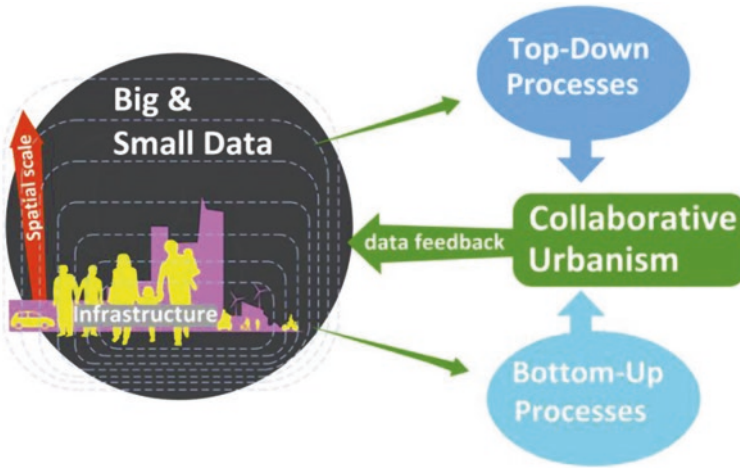 Big &
Small Data
Spatial scale
Infrastructure
Top-Down
Processes
data feedback
Collaborative
Urbanism
Bottom-Up
Processes